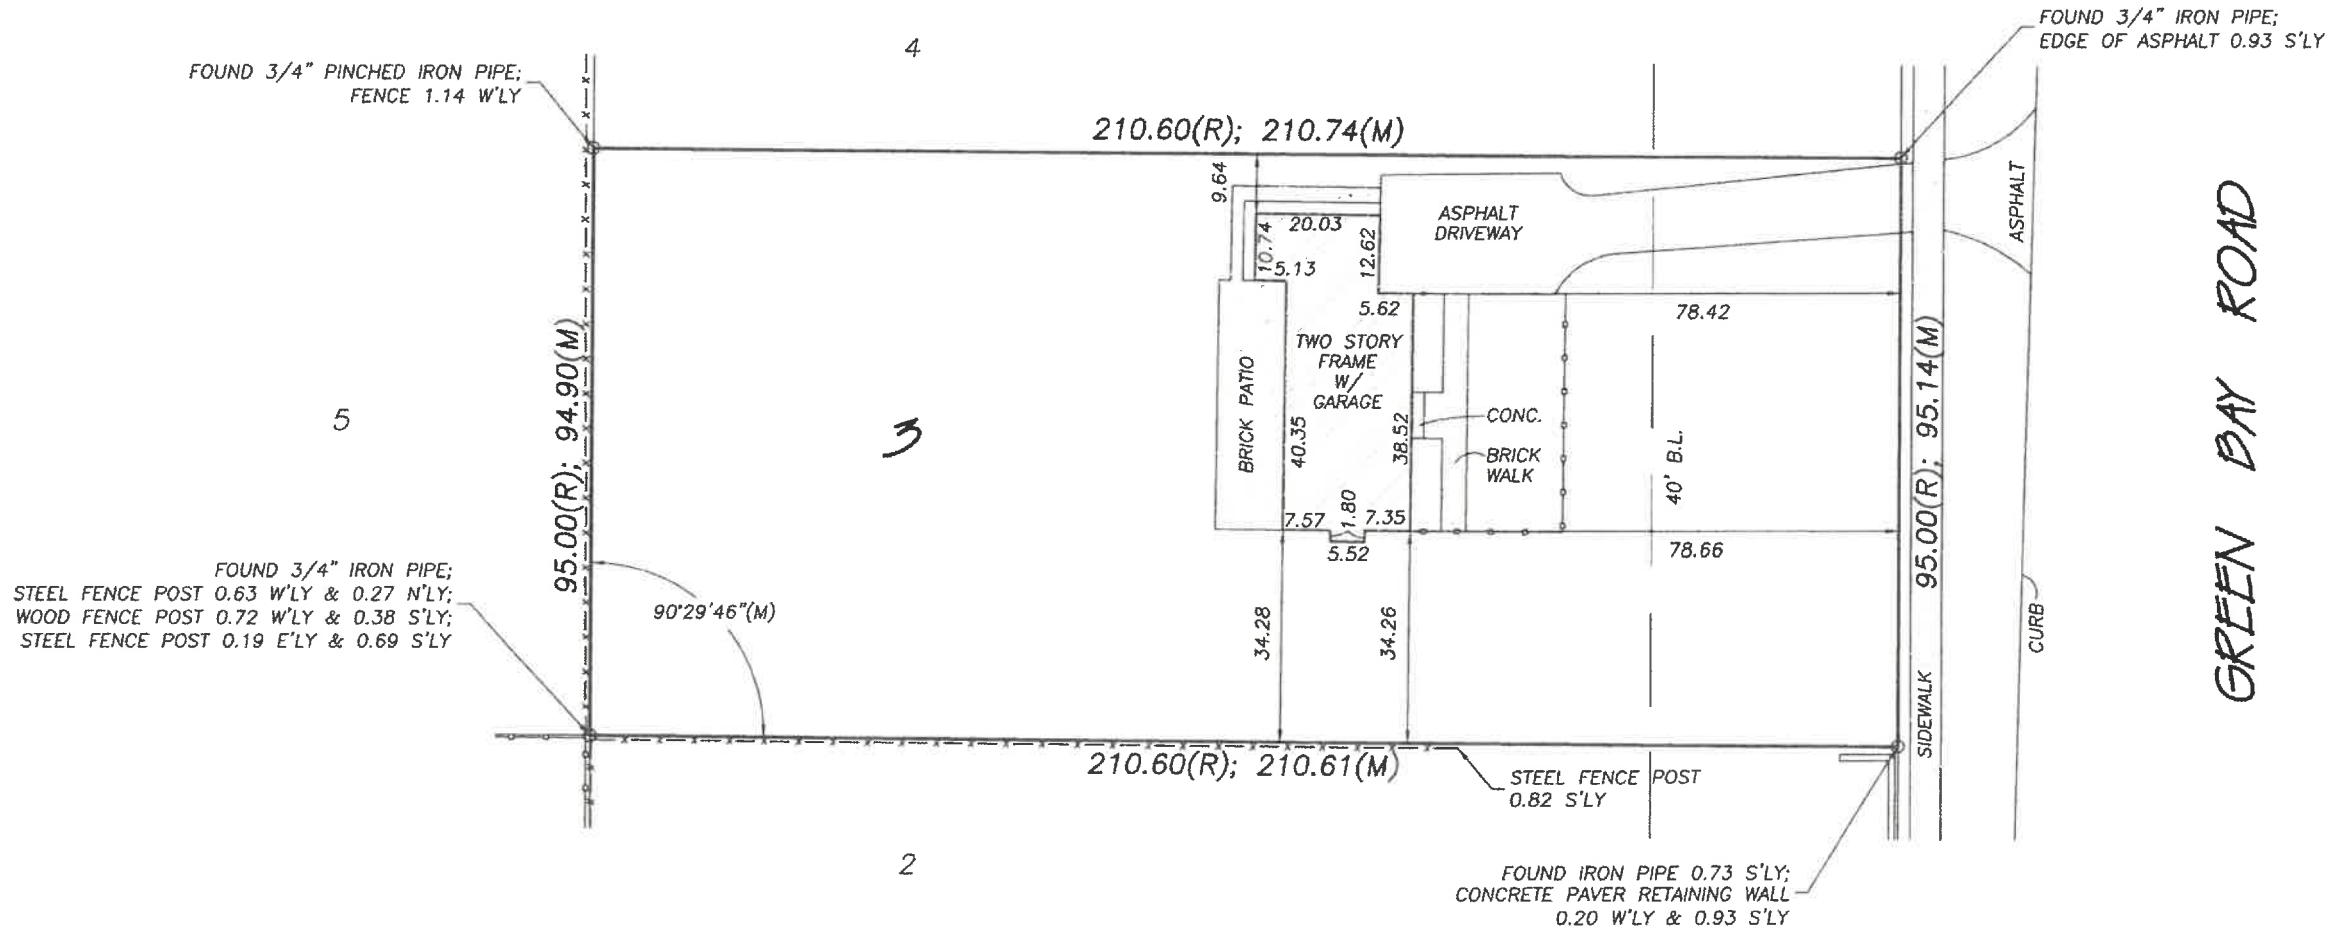 FOUND 3/4" IRON PIPE;
EDGE OF ASPHALT 0.93 S'LY
4
FOUND 3/4" PINCHED IRON PIPE;
FENCE 1.14 W'LY
210.60(R); 210.74(M)
9.64
ASPHALT
20.03
ASPHALT
DRIVEWAY
10.74
12.62
5.13
5.62
78.42
GREEN BAY ROAD
TWO STORY
FRAME
W/
GARAGE
BRICK PATIO
95.00(R); 94.90(M)
95.00(R); 95.14(M)
5
3
40.35
38.52
CONC.
BRICK
WALK
40' B.L.
7.57
1.80
7.35
5.52
78.66
FOUND 3/4" IRON PIPE;
STEEL FENCE POST 0.63 W'LY & 0.27 N'LY;
WOOD FENCE POST 0.72 W'LY & 0.38 S'LY;
STEEL FENCE POST 0.19 E'LY & 0.69 S'LY
90°29'46"(M)
34.28
34.26
CURB
SIDEWALK
210.60(R); 210.61(M)
STEEL FENCE POST
0.82 S'LY
2
FOUND IRON PIPE 0.73 S'LY;
CONCRETE PAVER RETAINING WALL
0.20 W'LY & 0.93 S'LY